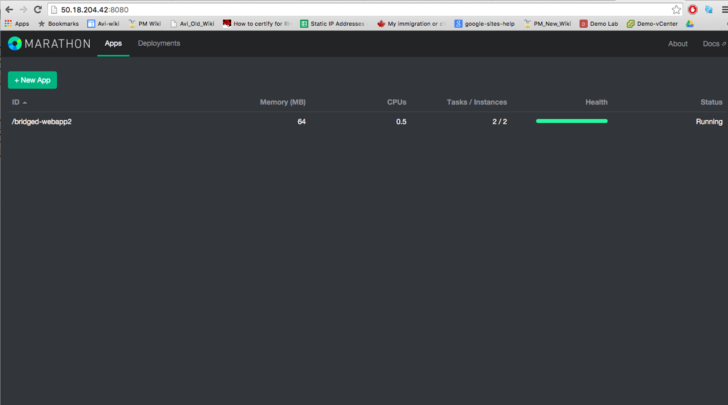 50.18.204.42:8080
Apps Avi-wiki PM Wiki Avi_Old_Wiki How to certify for Static IP Addresses My immigration or c google-sites-help PM_New_Wiki Demo Lab Demo-vCenter
MARATHON Apps Deployments About Docs
+ New App
ID Memory (MB) CPUs Tasks / Instances Health Status
/bridged-webapp2 64 0.5 2 / 2 Running